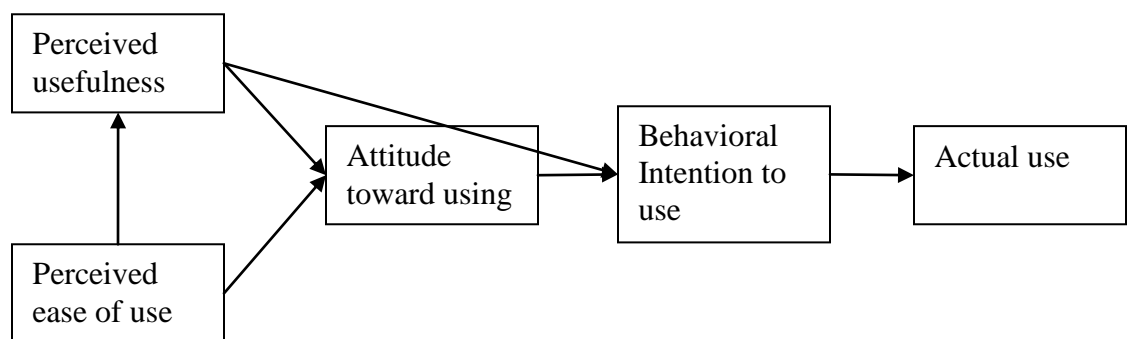 Perceived
usefulness
Attitude
toward using
Behavioral
Intention to
use
Actual use
Perceived
ease of use